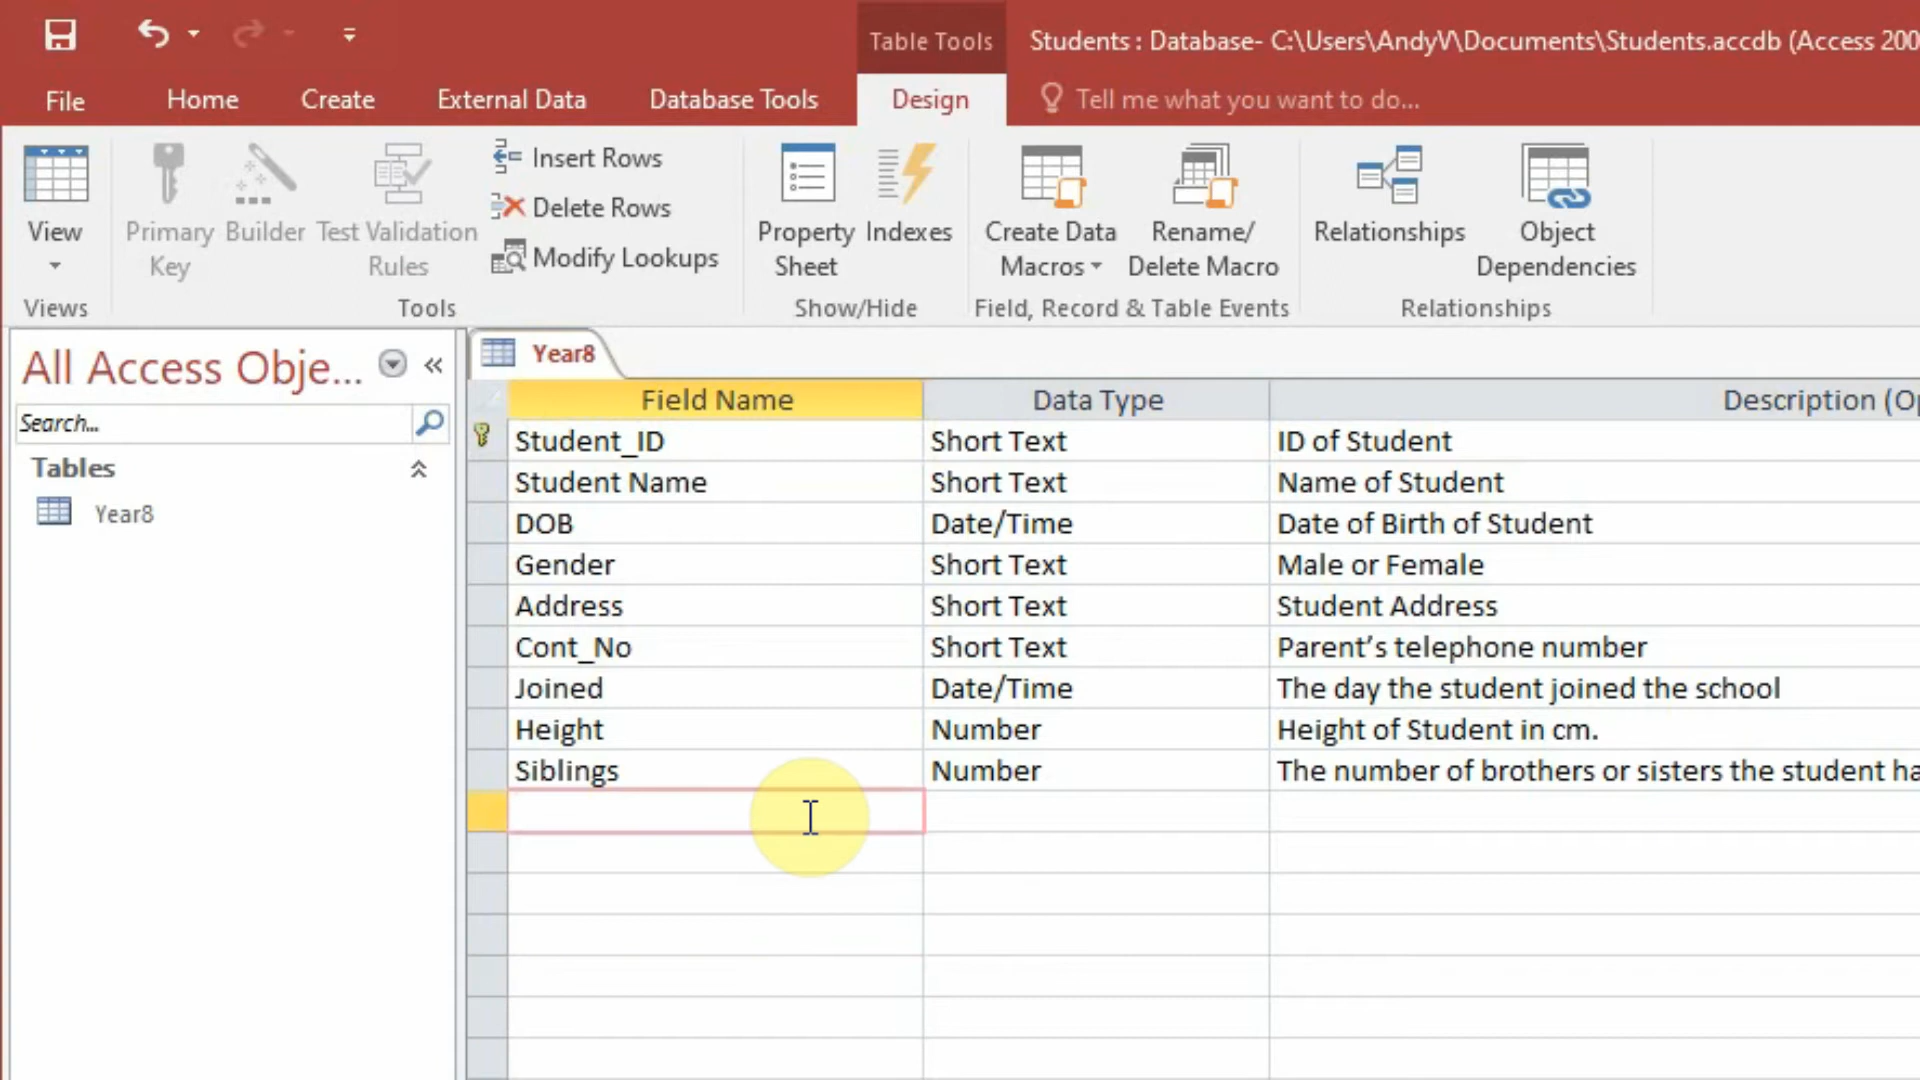 Table Tools
Students : Database- C:\Users\AndyV\Documents\Students.accdb (Access 200
File Home Create External Data Database Tools Design Tell me what you want to do...
View
Primary Key
Builder
Test Validation Rules
Insert Rows
Delete Rows
Modify Lookups
Property Sheet
Indexes
Create Data Macros
Rename/ Delete Macro
Relationships
Object Dependencies
Views Tools Show/Hide Field, Record & Table Events Relationships
All Access Obje...
Search...
Tables
Year8
Year8
Field Name Data Type Description (Op
Student_ID Short Text ID of Student
Student Name Short Text Name of Student
DOB Date/Time Date of Birth of Student
Gender Short Text Male or Female
Address Short Text Student Address
Cont_No Short Text Parent’s telephone number
Joined Date/Time The day the student joined the school
Height Number Height of Student in cm.
Siblings Number The number of brothers or sisters the student ha